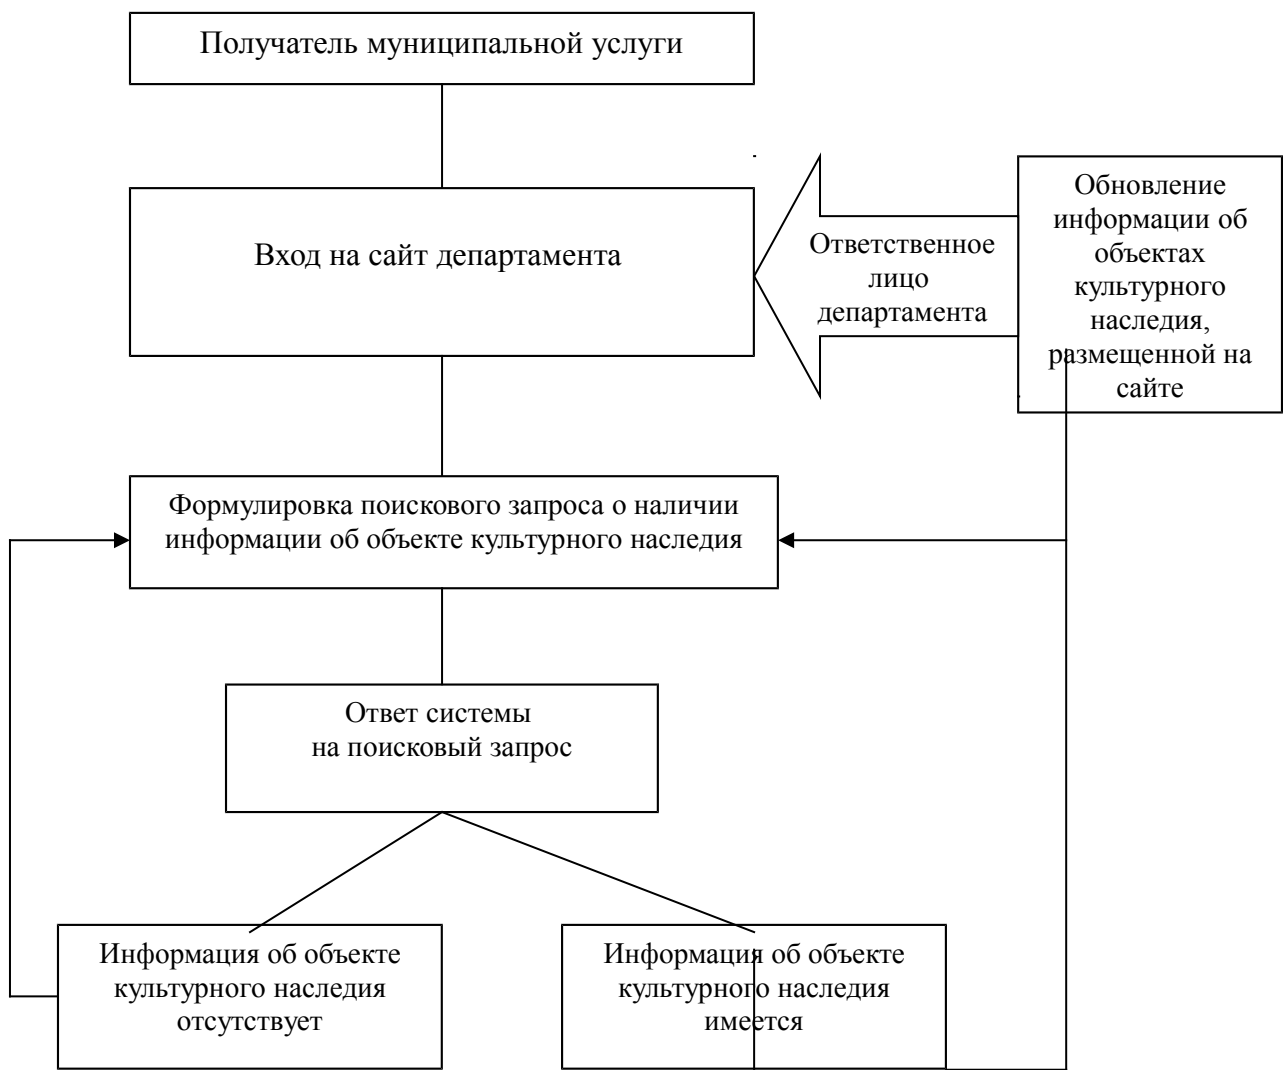 Получатель муниципальной услуги
Вход на сайт департамента
Ответственное
лицо
департамента
Обновление
информации об
объектах
культурного
наследия,
размещенной на
сайте
Формулировка поискового запроса о наличии
информации об объекте культурного наследия
Ответ системы
на поисковый запрос
Информация об объекте
культурного наследия
отсутствует
Информация об объекте
культурного наследия
имеется